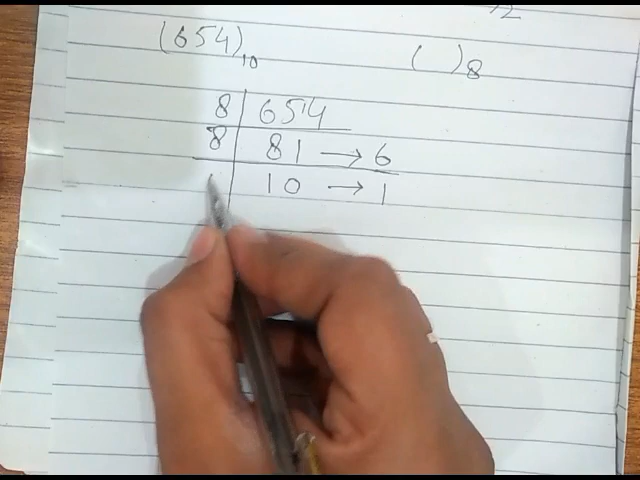 (654)10 ( )8
8 | 654
8 | 81 → 6
10 → 1